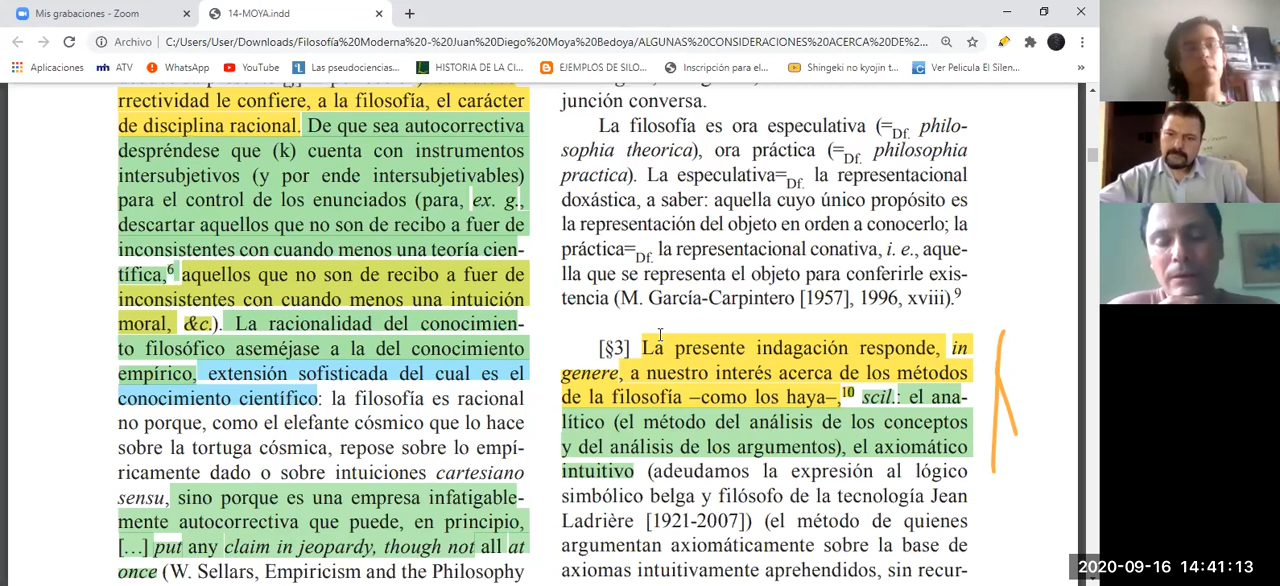 Mis grabaciones - Zoom
14-MOYA.indd
Archivo
C:/Users/User/Downloads/Filosofía%20Moderna%20-%20Juan%20Diego%20Moya%20Bedoya/ALGUNAS%20CONSIDERACIONES%20ACERCA%20DE%...
Aplicaciones
mh ATV
WhatsApp
YouTube
Las pseudociencias...
HISTORIA DE LA CI...
EJEMPLOS DE SILO...
Inscripción para el...
Shingeki no kyojin t...
Ver Pelicula El Silen...
»
rrectividad le confiere, a la filosofía, el carácter
de disciplina racional. De que sea autocorrectiva
despréndese que (k) cuenta con instrumentos
intersubjetivos (y por ende intersubjetivables)
para el control de los enunciados (para, ex. g.,
descartar aquellos que no son de recibo a fuer de
inconsistentes con cuando menos una teoría cien-
tífica,6 aquellos que no son de recibo a fuer de
inconsistentes con cuando menos una intuición
moral, &c.). La racionalidad del conocimien-
to filosófico aseméjase a la del conocimiento
empírico, extensión sofisticada del cual es el
conocimiento científico: la filosofía es racional
no porque, como el elefante cósmico que lo hace
sobre la tortuga cósmica, repose sobre lo empí-
ricamente dado o sobre intuiciones cartesiano
sensu, sino porque es una empresa infatigable-
mente autocorrectiva que puede, en principio,
[…] put any claim in jeopardy, though not all at
once (W. Sellars, Empiricism and the Philosophy
junción conversa.
La filosofía es ora especulativa (=Df. philo-
sophia theorica), ora práctica (=Df. philosophia
practica). La especulativa=Df. la representacional
doxástica, a saber: aquella cuyo único propósito es
la representación del objeto en orden a conocerlo; la
práctica=Df. la representacional conativa, i. e., aque-
lla que se representa el objeto para conferirle exis-
tencia (M. García-Carpintero [1957], 1996, xviii).9
[§3] La presente indagación responde, in
genere, a nuestro interés acerca de los métodos
de la filosofía –como los haya–,10 scil.: el ana-
lítico (el método del análisis de los conceptos
y del análisis de los argumentos), el axiomático
intuitivo (adeudamos la expresión al lógico
simbólico belga y filósofo de la tecnología Jean
Ladrière [1921-2007]) (el método de quienes
argumentan axiomáticamente sobre la base de
axiomas intuitivamente aprehendidos, sin recur-
2020-09-16 14:41:13